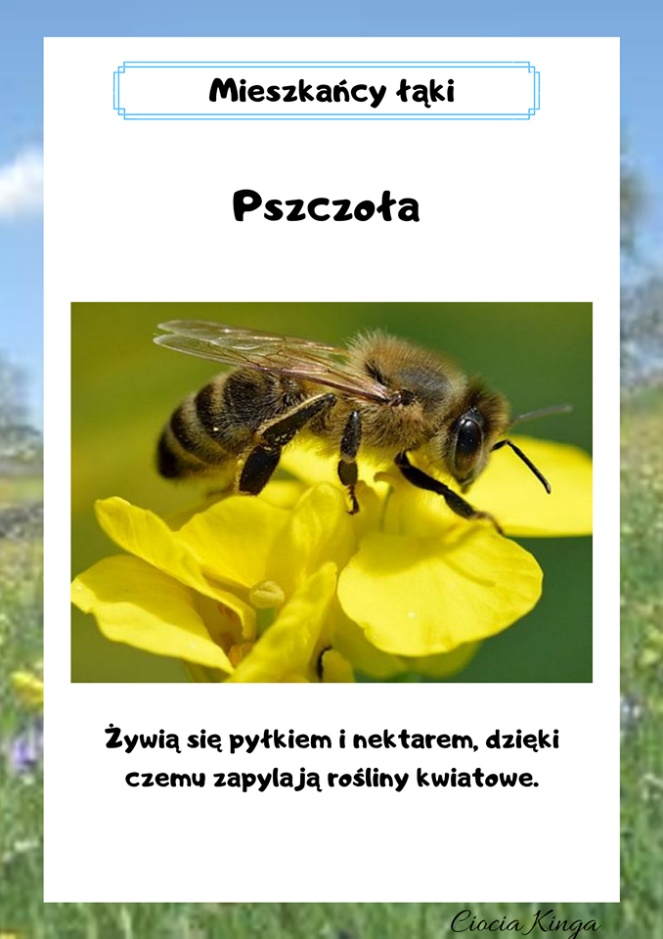 Mieszkańcy łąki
Pszczoła
Żywią się pyłkiem i nektarem, dzięki
czemu zapylają rośliny kwiatowe.
Ciocia Kinga